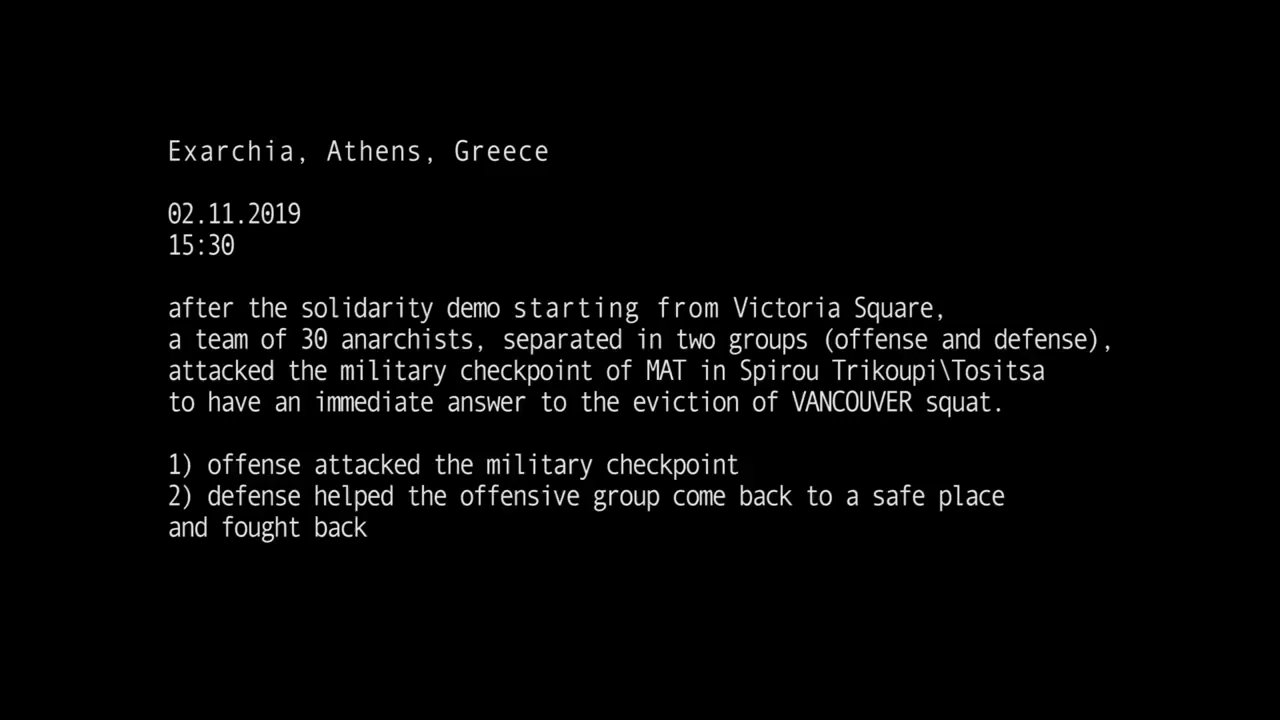 Exarchia, Athens, Greece
02.11.2019
15:30
after the solidarity demo starting from Victoria Square,
a team of 30 anarchists, separated in two groups (offense and defense),
attacked the military checkpoint of MAT in Spirou Trikoupi\Tositsa
to have an immediate answer to the eviction of VANCOUVER squat.
1) offense attacked the military checkpoint
2) defense helped the offensive group come back to a safe place
and fought back